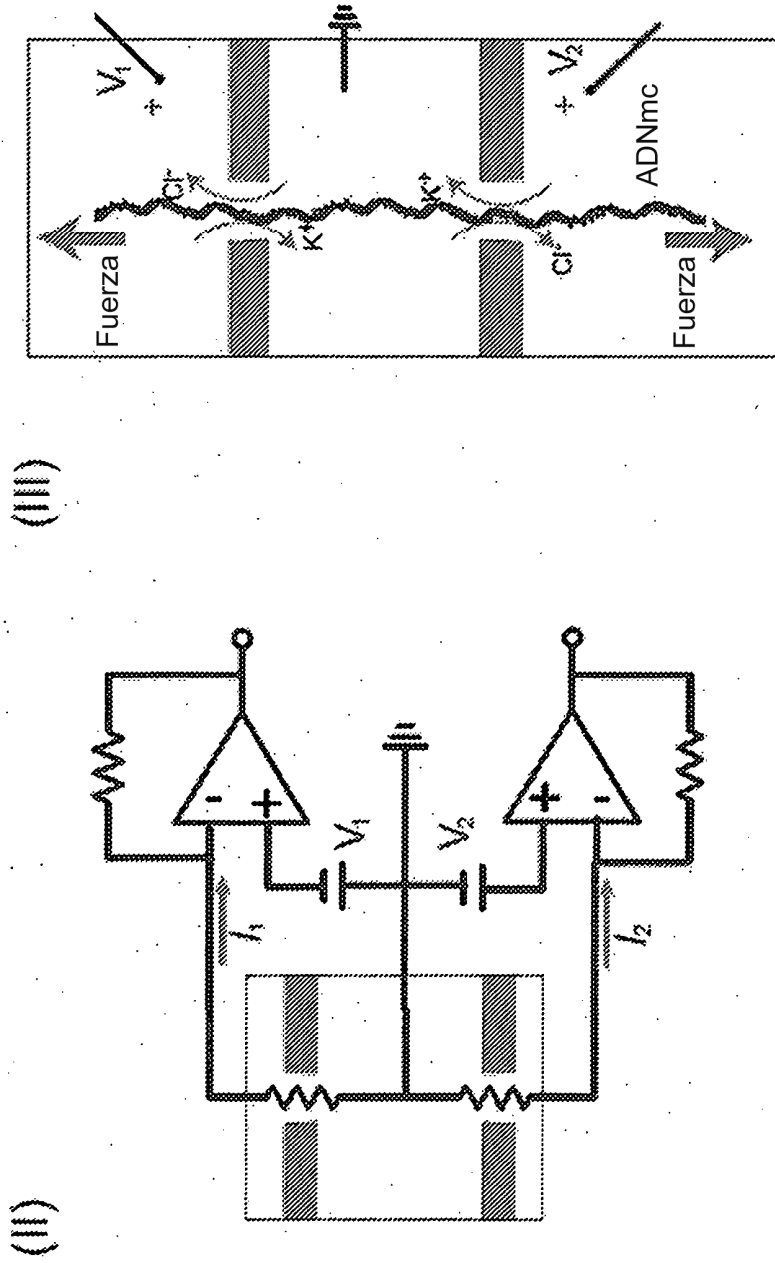 (II)
I₁
I₂
V₁
V₂
-
+
+
-
(III)
Fuerza
Fuerza
Cl⁻
K⁺
K⁺
Cl⁻
V₁
+
V₂
+
ADNmc